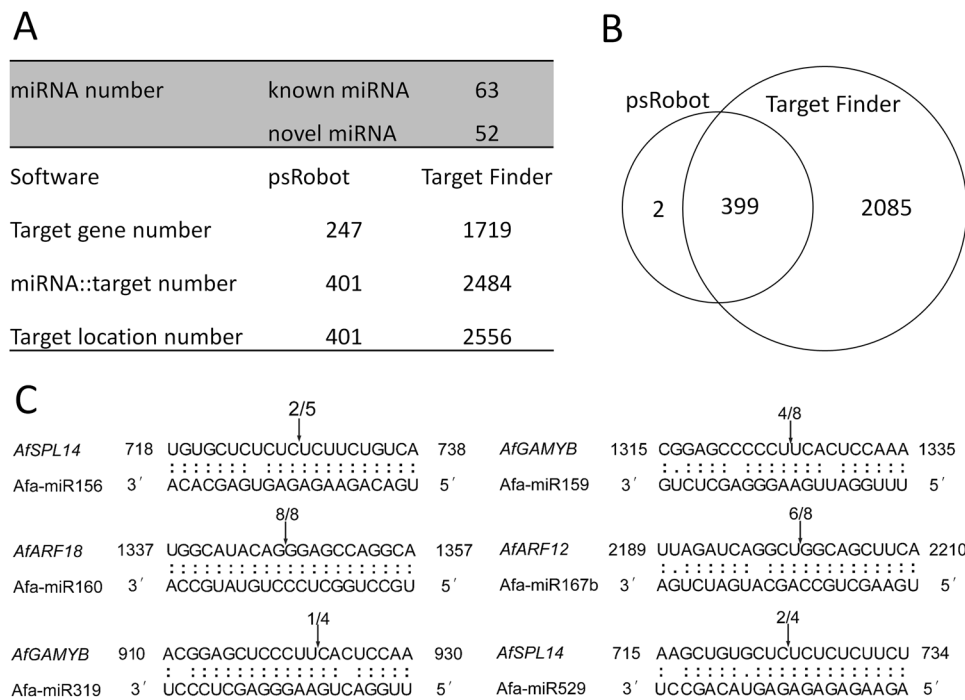 A
miRNA number known miRNA 63
novel miRNA 52
Software psRobot Target Finder
Target gene number 247 1719
miRNA::target number 401 2484
Target location number 401 2556
B
psRobot Target Finder
2 399 2085
C
2/5
AfSPL14 718 UGUGCUCUCUCUCUUCUGUCA 738
Afa-miR156 3′ ACACGAGUGAGAGAAGACAGU 5′
4/8
AfGAMYB 1315 CGGAGCCCCCUUCACUCCAAA 1335
Afa-miR159 3′ GUCUCGAGGGAAGUUAGGUUU 5′
8/8
AfARF18 1337 UGGCAUACAGGGAGCCAGGCA 1357
Afa-miR160 3′ ACCGUAUGUCCCUCGGUCCGU 5′
6/8
AfARF12 2189 UUAGAUCAGGCUGGCAGCUUCA 2210
Afa-miR167b 3′ AGUCUAGUACGACCGUCGAAGU 5′
1/4
AfGAMYB 910 ACGGAGCUCCCUUCACUCCAA 930
Afa-miR319 3′ UCCCUCGAGGGAAGUCAGGUU 5′
2/4
AfSPL14 715 AAGCUGUGCUCUCUCUCUUCU 734
Afa-miR529 3′ UCCGACAUGAGAGAGAGAAGA 5′